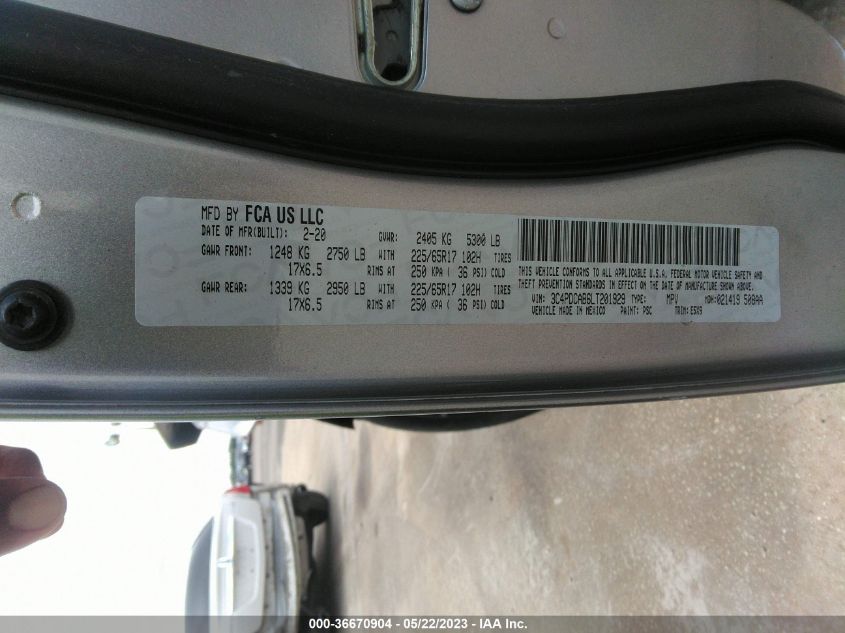 MFD BY FCA US LLC
DATE OF MFR(BUILT): 2-20 GVWR: 2405 KG 5300 LB
GAWR FRONT: 1248 KG 2750 LB WITH 225/65R17 102H TIRES
17X6.5 RIMS AT 250 KPA ( 36 PSI) COLD
GAWR REAR: 1339 KG 2950 LB WITH 225/65R17 102H TIRES
17X6.5 RIMS AT 250 KPA ( 36 PSI) COLD
THIS VEHICLE CONFORMS TO ALL APPLICABLE U.S.A. FEDERAL MOTOR VEHICLE SAFETY AND
THEFT PREVENTION STANDARDS IN EFFECT ON THE DATE OF MANUFACTURE SHOWN ABOVE.
VIN: 3C4PDCAB6LT201929 TYPE: MPV MDH: 021419 508AA
VEHICLE MADE IN MEXICO PAINT: PSC TRIM: E5X9
000-36670904 - 05/22/2023 - © IAA Inc.